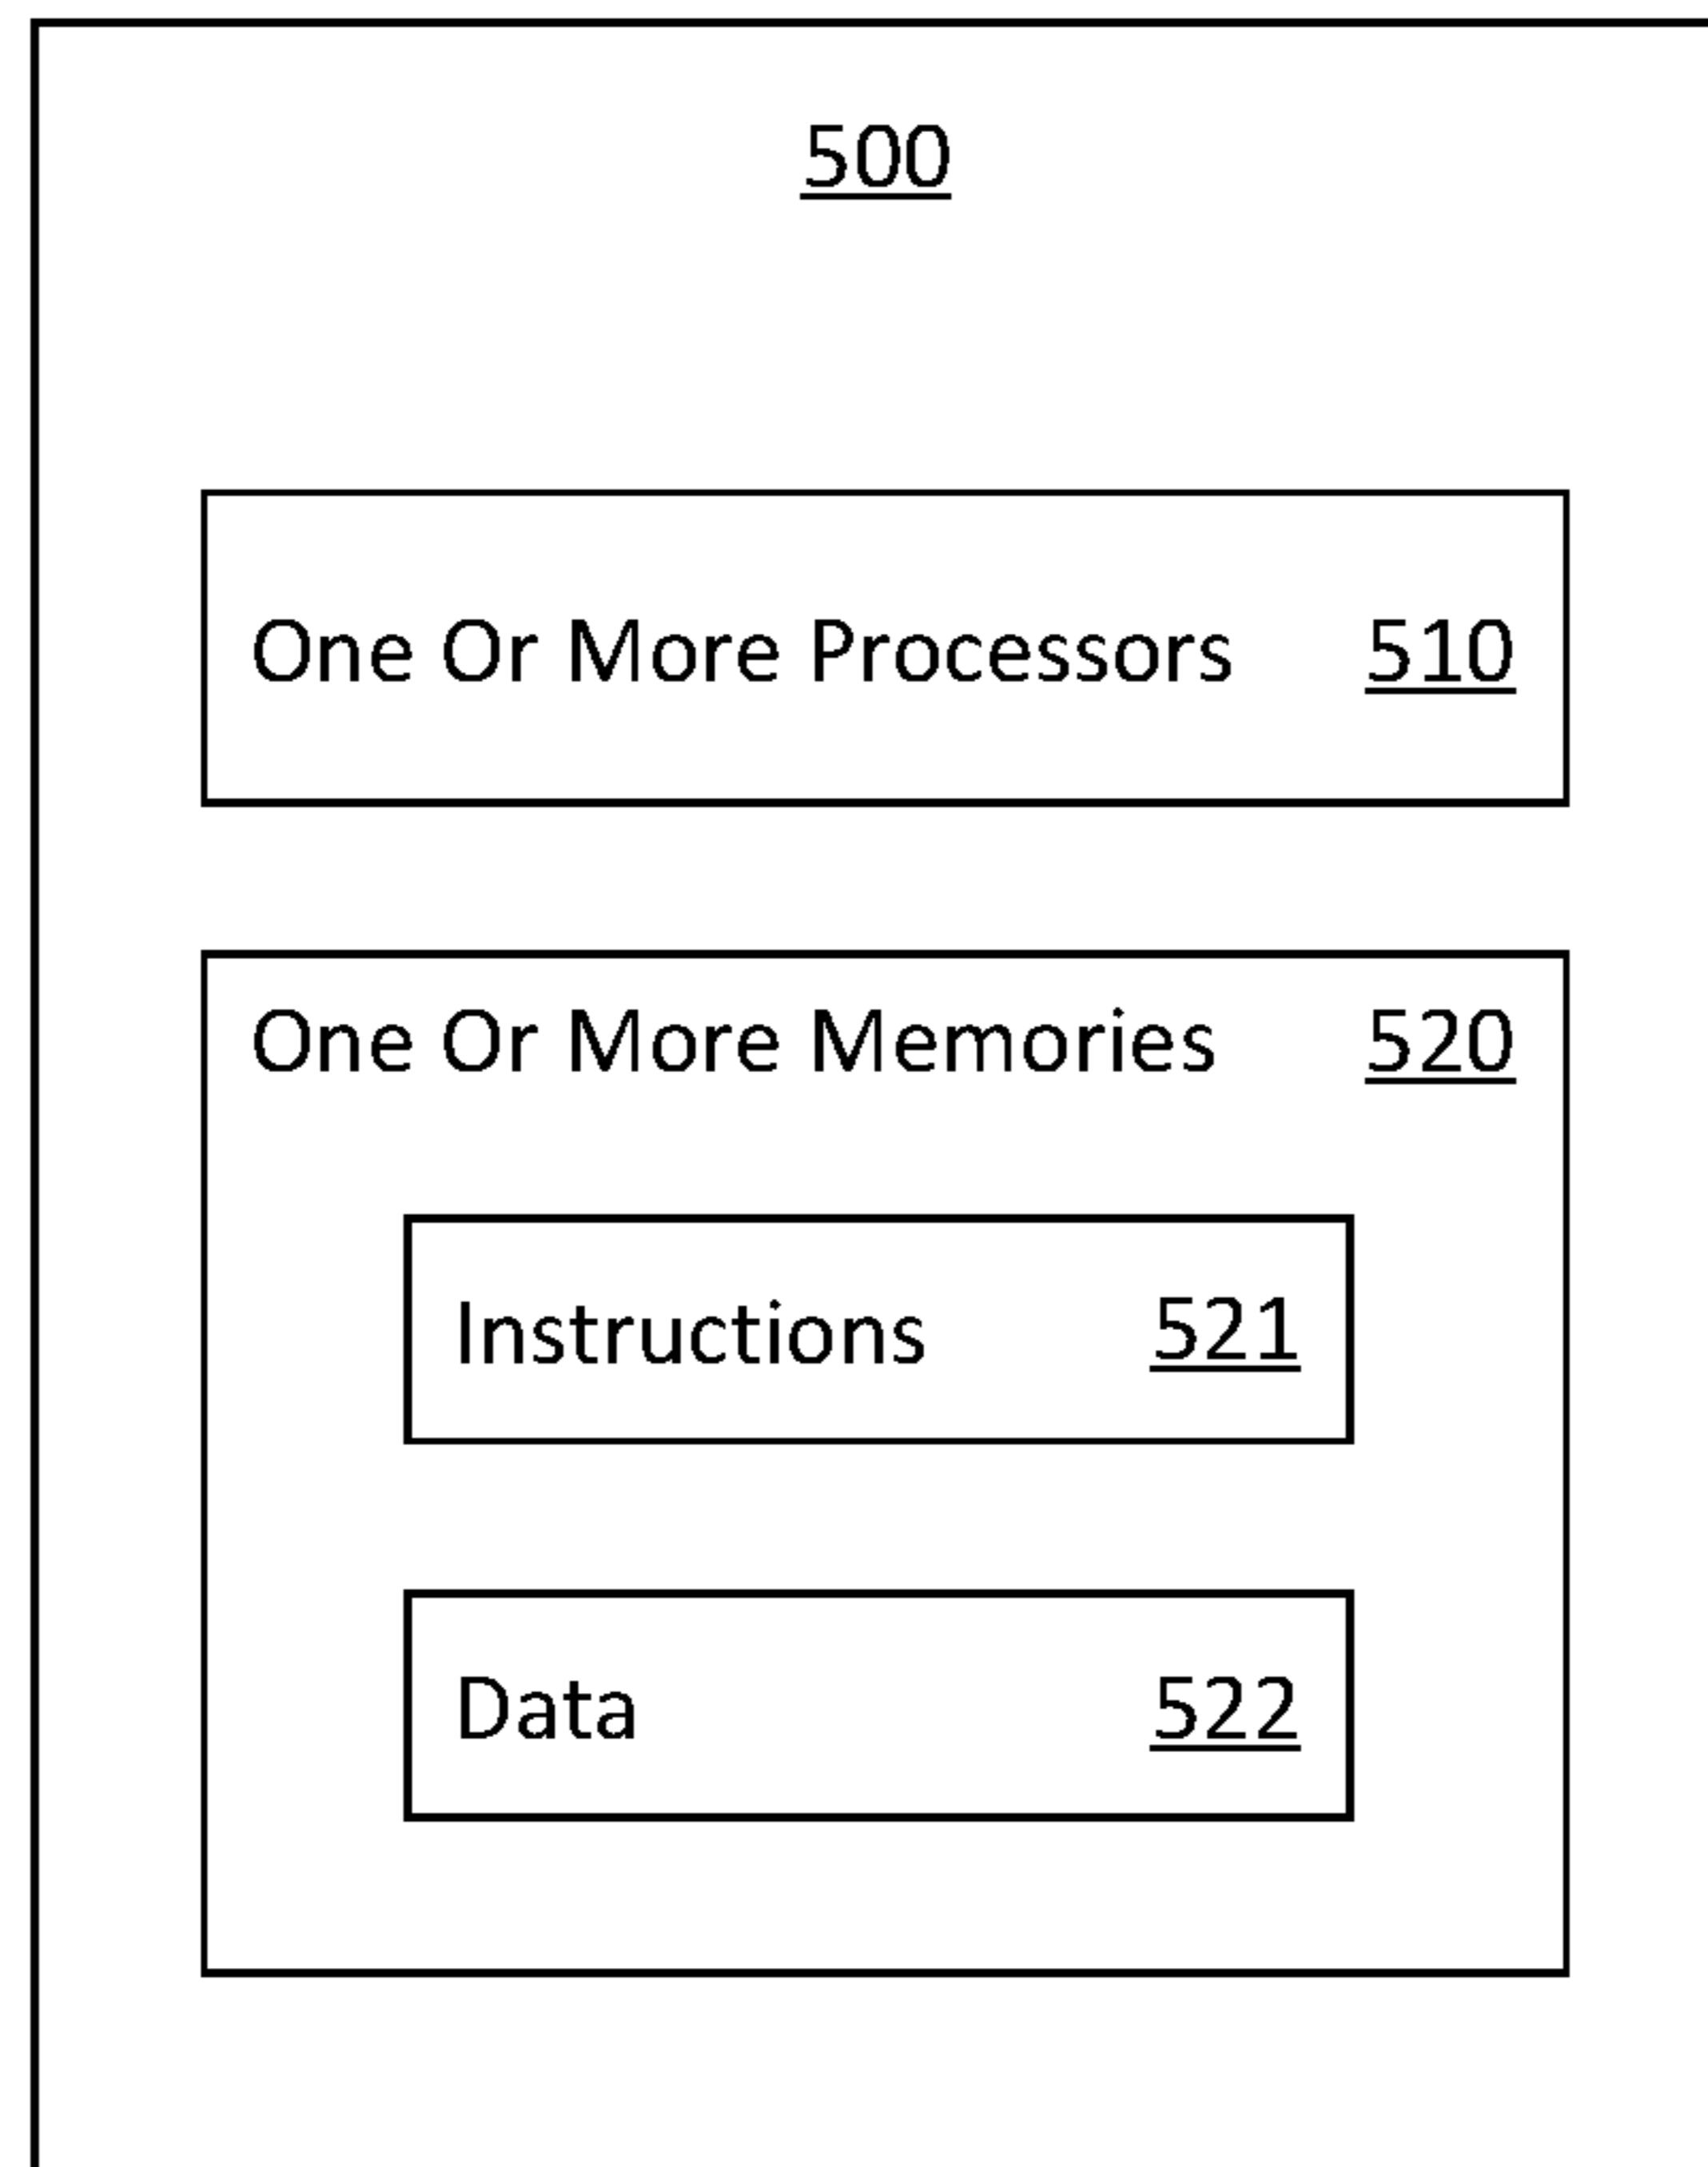 500
One Or More Processors 510
One Or More Memories 520
Instructions 521
Data 522